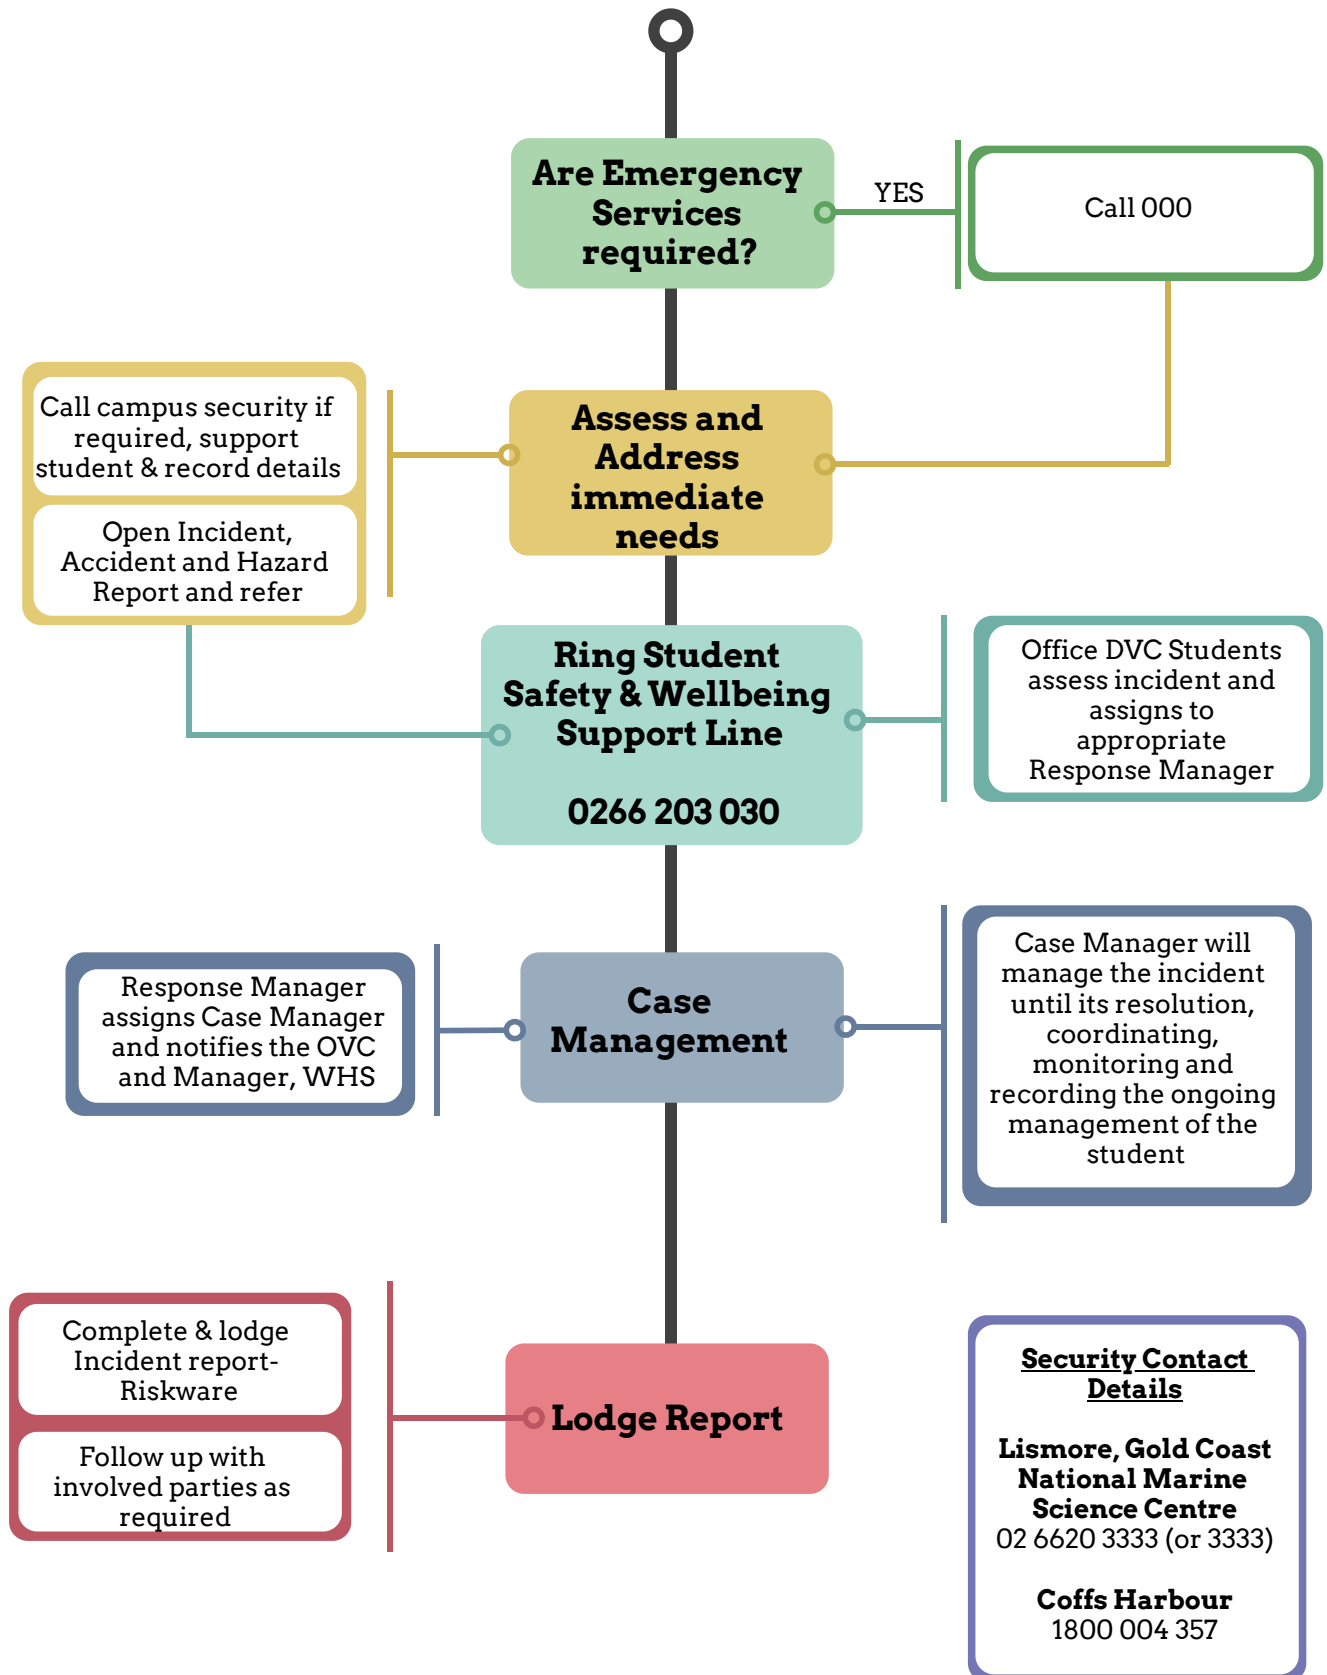 Are Emergency
Services
required?
YES
Call 000
Call campus security if
required, support
student & record details
Open Incident,
Accident and Hazard
Report and refer
Assess and
Address
immediate
needs
Ring Student
Safety & Wellbeing
Support Line
0266 203 030
Office DVC Students
assess incident and
assigns to
appropriate
Response Manager
Response Manager
assigns Case Manager
and notifies the OVC
and Manager, WHS
Case
Management
Case Manager will
manage the incident
until its resolution,
coordinating,
monitoring and
recording the ongoing
management of the
student
Complete & lodge
Incident report-
Riskware
Follow up with
involved parties as
required
Lodge Report
Security Contact
Details
Lismore, Gold Coast
National Marine
Science Centre
02 6620 3333 (or 3333)
Coffs Harbour
1800 004 357